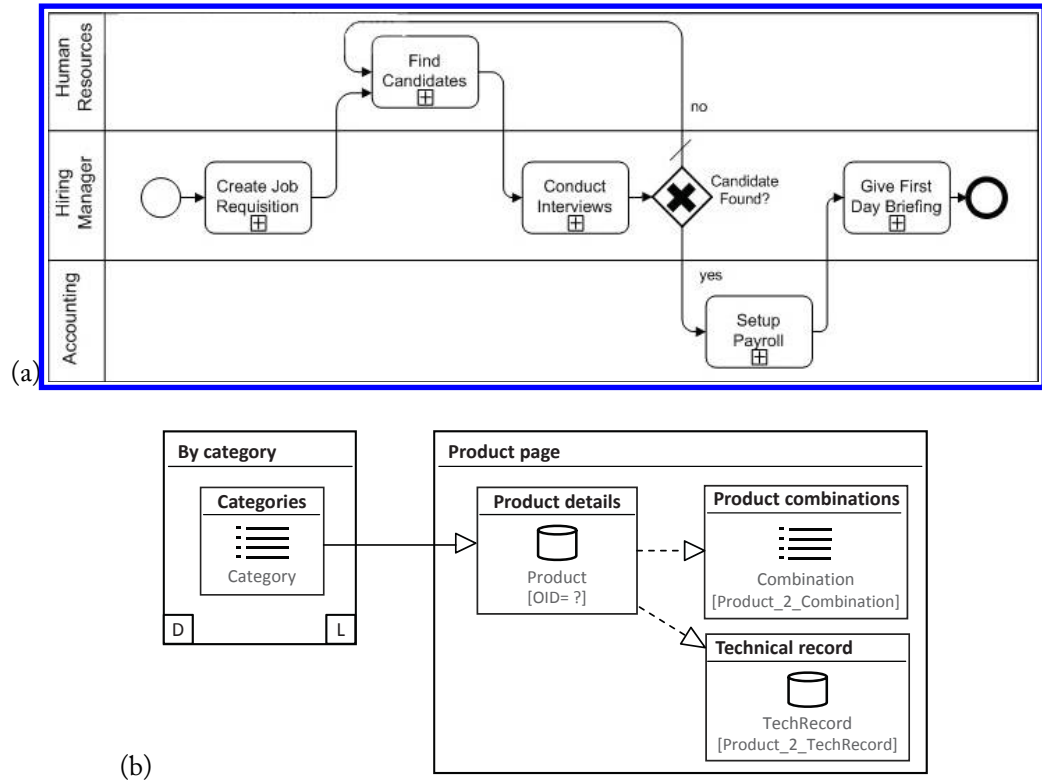 Human
Resources
Find
Candidates
no
Hiring
Manager
Create Job
Requisition
Conduct
Interviews
Candidate
Found?
Give First
Day Briefing
Accounting
yes
Setup
Payroll
(a)
By category
Categories
Category
D
L
Product page
Product details
Product
[OID= ?]
Product combinations
Combination
[Product_2_Combination]
Technical record
TechRecord
[Product_2_TechRecord]
(b)